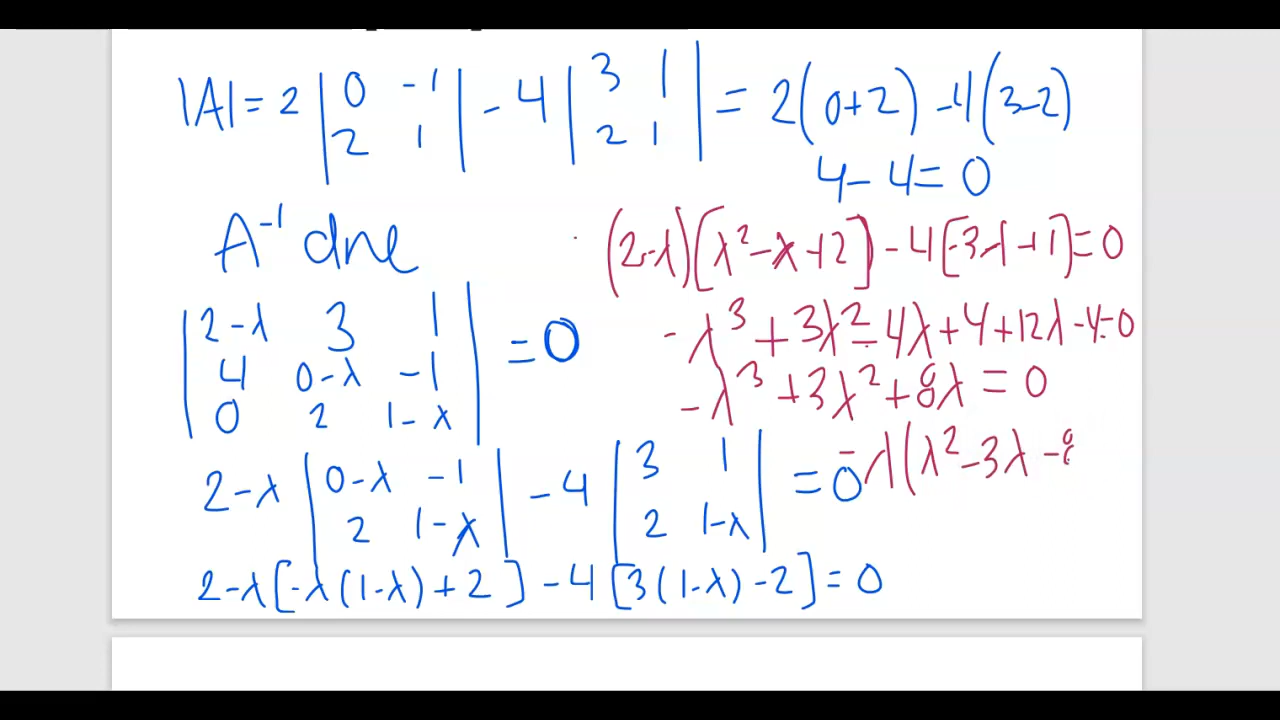 |A| = 2 | 0 -1 | - 4 | 3 1 | = 2(0+2) - 4(3-2)
| 2 1 | | 2 1 |
4 - 4 = 0
A⁻¹ dne
(2-λ)[λ²-λ+2] - 4[-3λ+1] = 0
-λ³ + 3λ² - 4λ + 4 + 12λ - 4 = 0
-λ³ + 3λ² + 8λ = 0
-λ(λ² - 3λ - 8
| 2-λ 3 1 |
| 4 0-λ -1 | = 0
| 0 2 1-λ |
2-λ | 0-λ -1 | - 4 | 3 1 | = 0
| 2 1-λ | | 2 1-λ |
2-λ[-λ(1-λ)+2] - 4[3(1-λ)-2] = 0